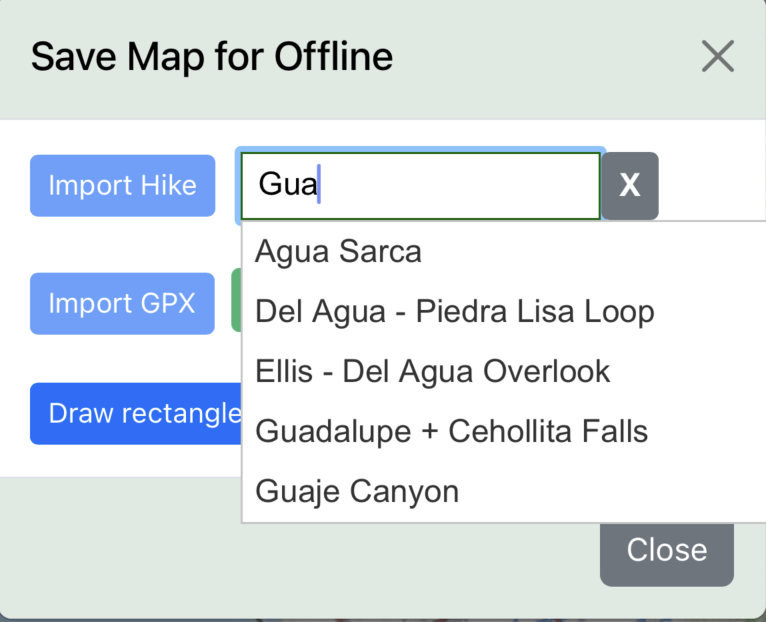 Save Map for Offline
Import Hike
Gua
X
Agua Sarca
Import GPX
Del Agua - Piedra Lisa Loop
Ellis - Del Agua Overlook
Draw rectangle
Guadalupe + Cehollita Falls
Guaje Canyon
Close